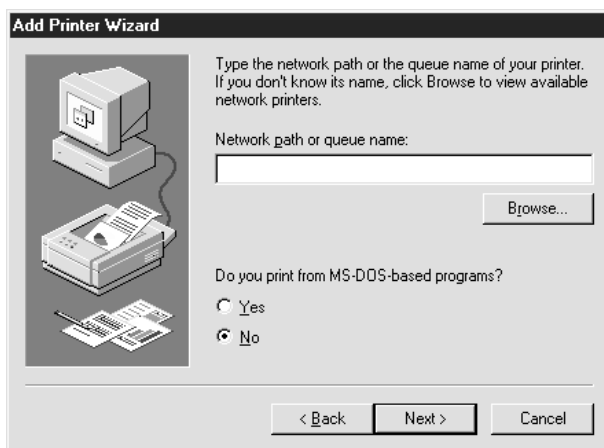 Add Printer Wizard
Type the network path or the queue name of your printer.
If you don't know its name, click Browse to view available
network printers.
Network path or queue name:
Browse...
Do you print from MS-DOS-based programs?
Yes
No
< Back
Next >
Cancel